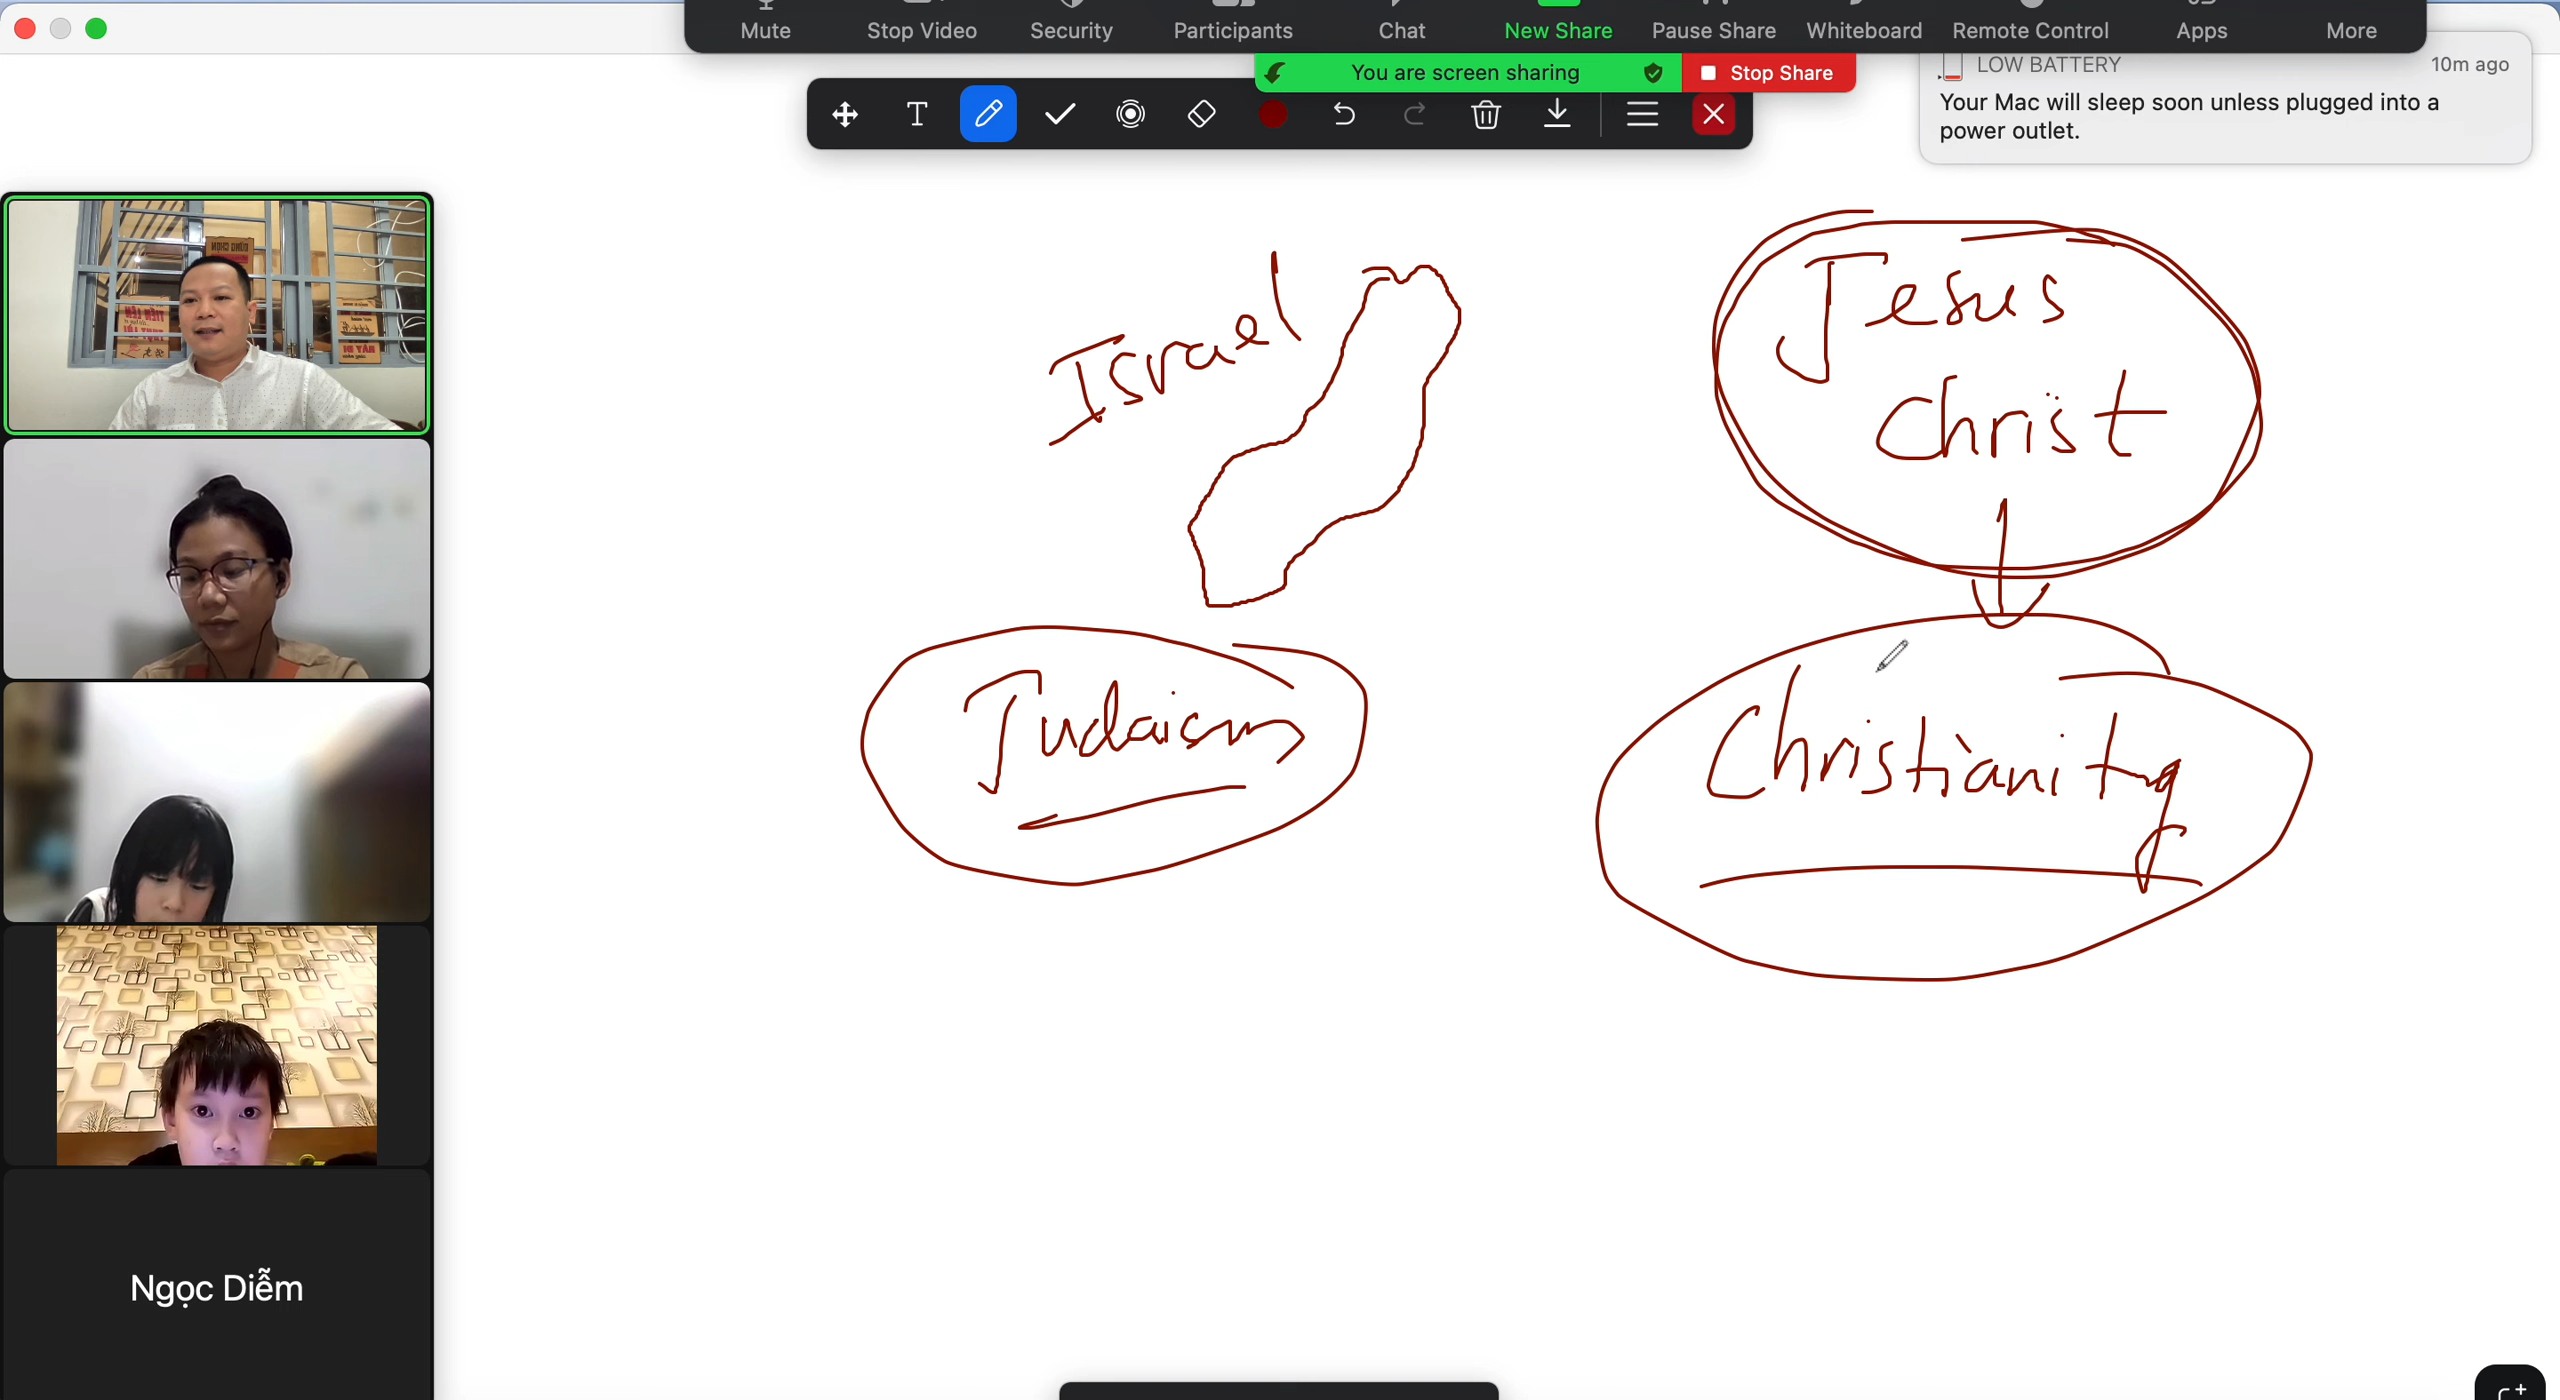 Mute
Stop Video
Security
Participants
Chat
New Share
Pause Share
Whiteboard
Remote Control
Apps
More
You are screen sharing
Stop Share
LOW BATTERY
10m ago
Your Mac will sleep soon unless plugged into a
power outlet.
T
Israel
Jesus
Christ
Judaism
Christianity
Ngọc Diễm